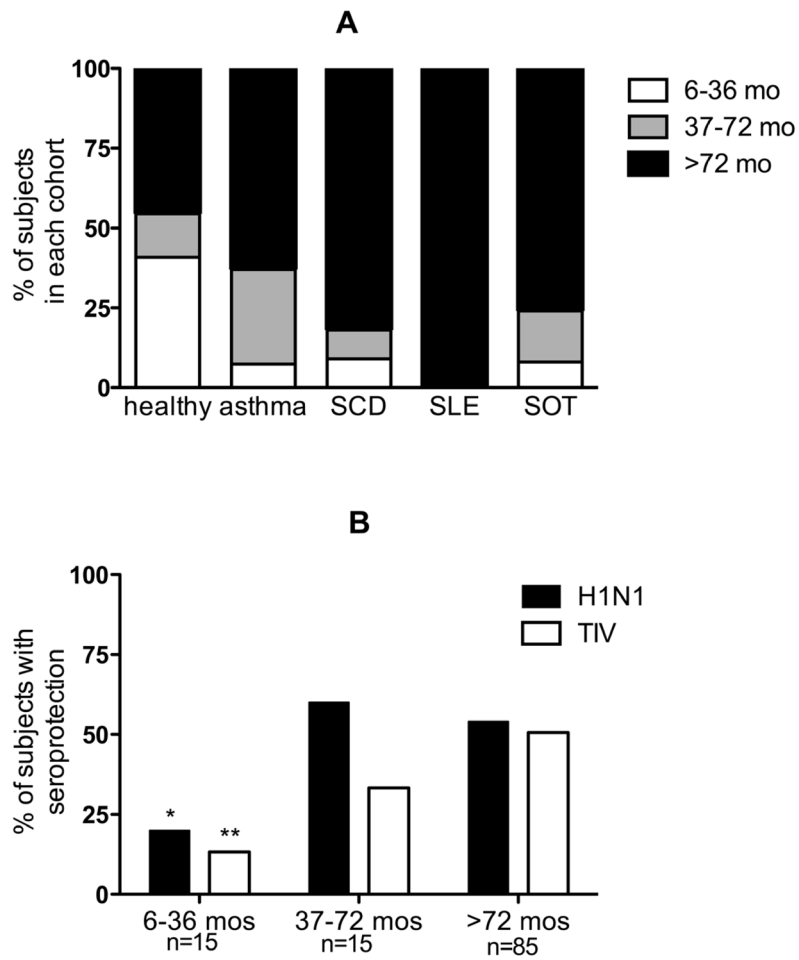 A
100
75
50
25
0
% of subjects
in each cohort
healthy asthma SCD SLE SOT
6-36 mo
37-72 mo
>72 mo
B
100
75
50
25
0
% of subjects with
seroprotection
H1N1
TIV
*
**
6-36 mos 37-72 mos >72 mos
n=15 n=15 n=85